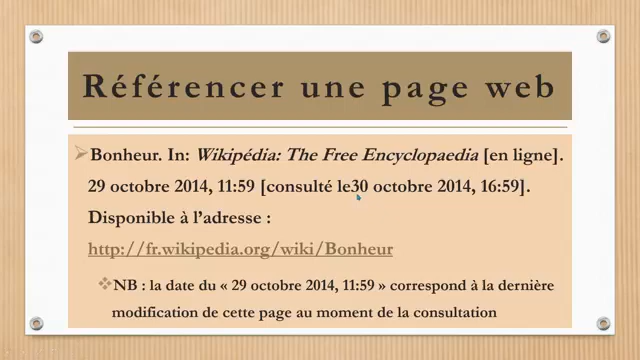 Référencer une page web
Bonheur. In: Wikipédia: The Free Encyclopaedia [en ligne].
29 octobre 2014, 11:59 [consulté le30 octobre 2014, 16:59].
Disponible à l’adresse :
http://fr.wikipedia.org/wiki/Bonheur
NB : la date du « 29 octobre 2014, 11:59 » correspond à la dernière
modification de cette page au moment de la consultation